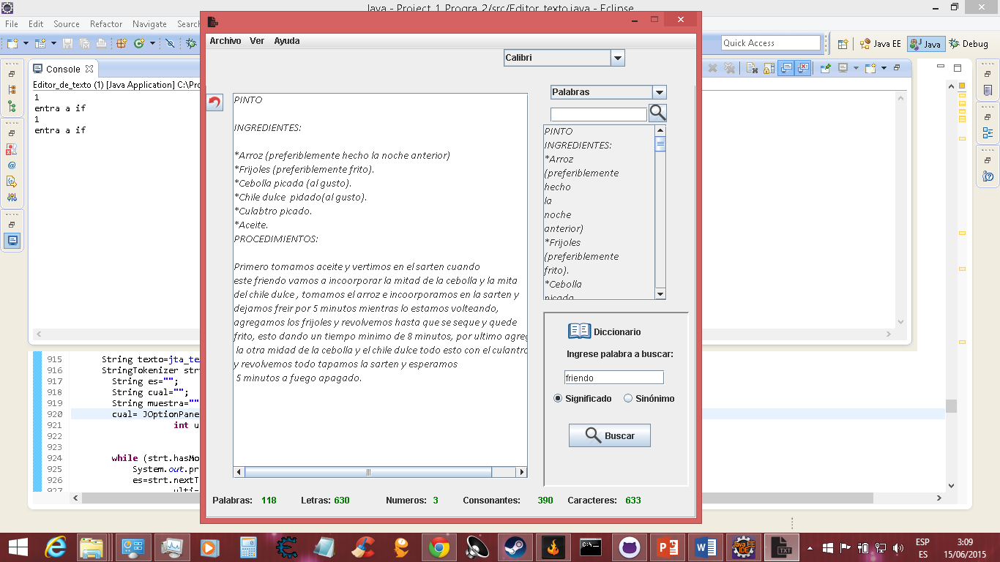 Java - Project_1_Progra_2/src/Editor_texto.java - Eclipse
File Edit Source Refactor Navigate Search
Quick Access
Java EE
Java
Debug
Console
Editor_de_texto (1) [Java Application] C:\Pro
1
entra a if
1
entra a if
915 String texto=jta_te
916 StringTokenizer str
917 String es="";
918 String cual="";
919 String muestra=""
920 cual= JOptionPane
921 int u
922
923
924 while (strt.hasMo
925 System.out.pr
926 es=strt.nextT
927 ulti=
Archivo Ver Ayuda
Calibri
PINTO
INGREDIENTES:
*Arroz (preferiblemente hecho la noche anterior)
*Frijoles (preferiblemente frito).
*Cebolla picada (al gusto).
*Chile dulce  pidado(al gusto).
*Culabtro picado.
*Aceite.
PROCEDIMIENTOS:
Primero tomamos aceite y vertimos en el sarten cuando
este friendo vamos a incoorporar la mitad de la cebolla y la mita
del chile dulce , tomamos el arroz e incoorporamos en la sarten y
dejamos freir por 5 minutos mientras lo estamos volteando,
agregamos los frijoles y revolvemos hasta que se seque y quede
frito, esto dando un tiempo minimo de 8 minutos, por ultimo agreg
la otra midad de la cebolla y el chile dulce todo esto con el culantro
y revolvemos todo tapamos la sarten y esperamos
5 minutos a fuego apagado.
Palabras
PINTO
INGREDIENTES:
*Arroz
(preferiblemente
hecho
la
noche
anterior)
*Frijoles
(preferiblemente
frito).
*Cebolla
picada
Diccionario
Ingrese palabra a buscar:
friendo
Significado Sinónimo
Buscar
Palabras: 118 Letras: 630 Numeros: 3 Consonantes: 390 Caracteres: 633
ESP
ES
3:09
15/06/2015
C:\_
Java EE
IDE
TXT